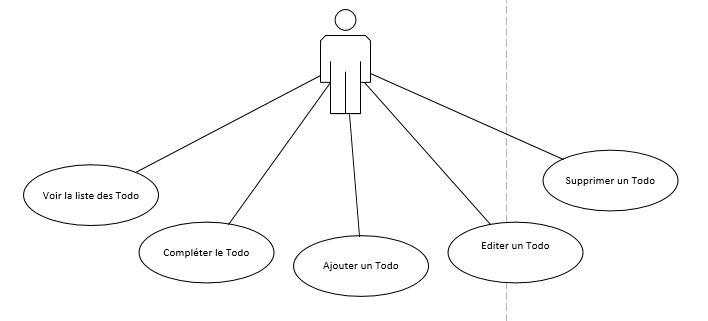 Voir la liste des Todo
Compléter le Todo
Ajouter un Todo
Editer un Todo
Supprimer un Todo